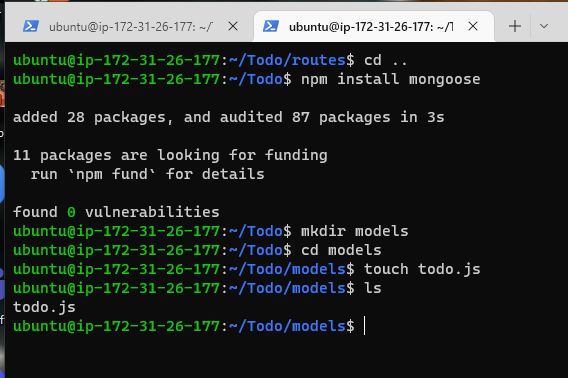 ubuntu@ip-172-31-26-177: ~/T
ubuntu@ip-172-31-26-177: ~/T
ubuntu@ip-172-31-26-177:~/Todo/routes$ cd ..
ubuntu@ip-172-31-26-177:~/Todo$ npm install mongoose
added 28 packages, and audited 87 packages in 3s
11 packages are looking for funding
run `npm fund` for details
found 0 vulnerabilities
ubuntu@ip-172-31-26-177:~/Todo$ mkdir models
ubuntu@ip-172-31-26-177:~/Todo$ cd models
ubuntu@ip-172-31-26-177:~/Todo/models$ touch todo.js
ubuntu@ip-172-31-26-177:~/Todo/models$ ls
todo.js
ubuntu@ip-172-31-26-177:~/Todo/models$